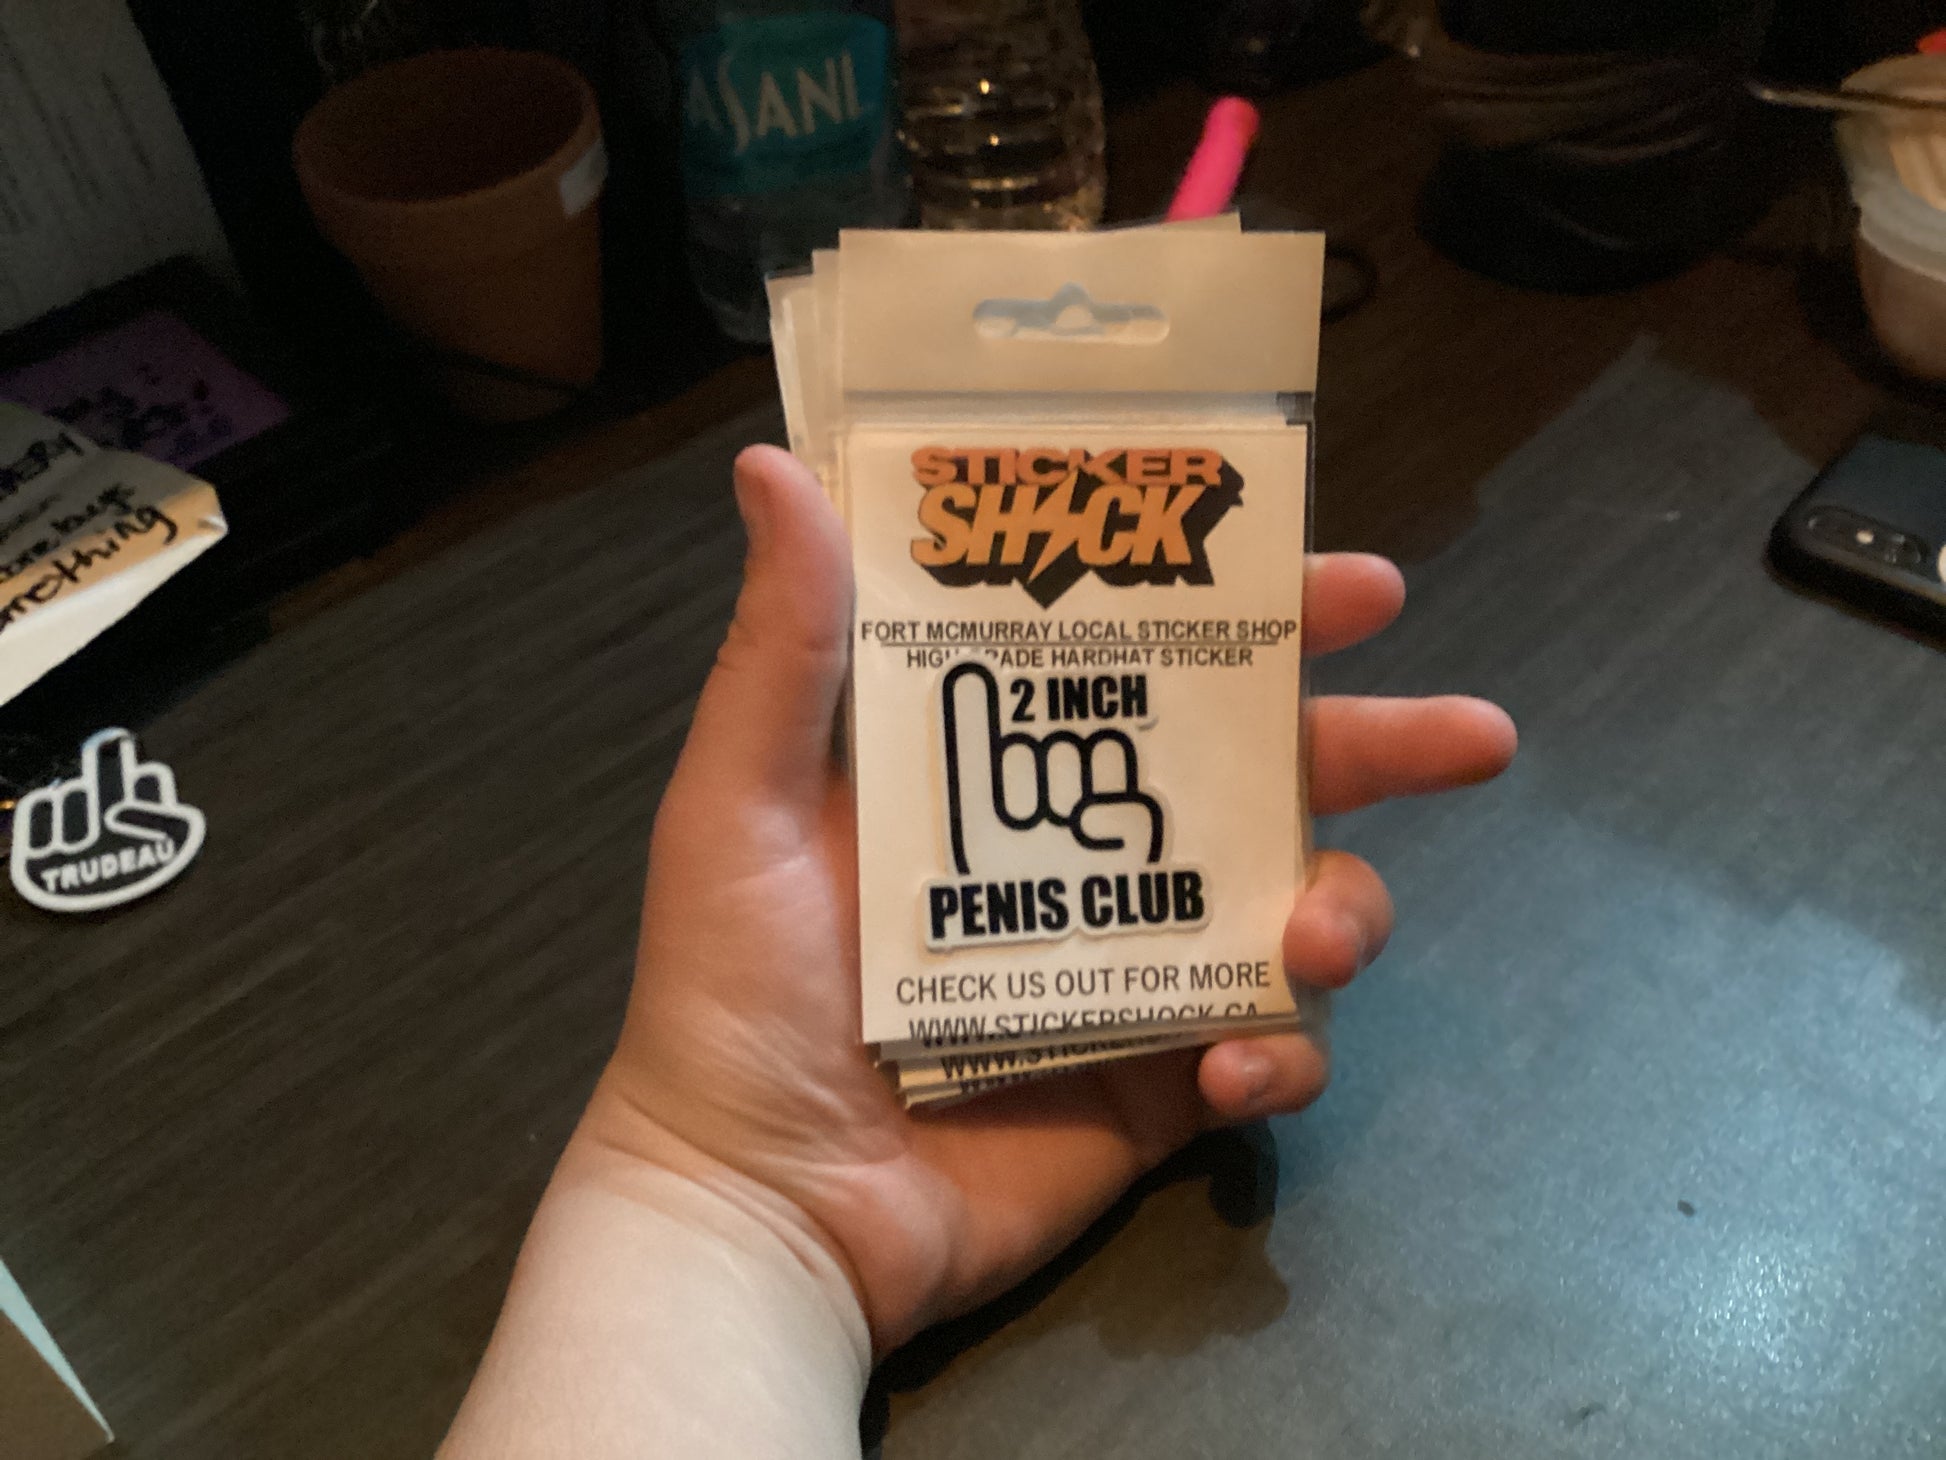 ASANI
STICKER
SHOCK
FORT MCMURRAY LOCAL STICKER SHOP
HARDHAT STICKER
2 INCH
PENIS CLUB
CHECK US OUT FOR MORE
WWW.STICKERSHOCK.CA
TRUDEAU